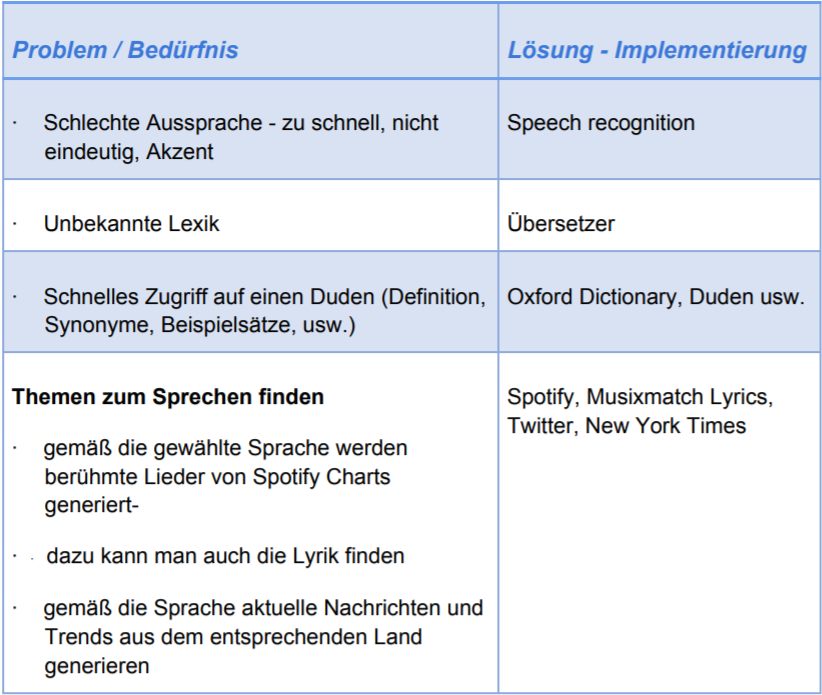 Problem / Bedürfnis
Lösung - Implementierung
· Schlechte Aussprache - zu schnell, nicht
eindeutig, Akzent
Speech recognition
· Unbekannte Lexik
Übersetzer
· Schnelles Zugriff auf einen Duden (Definition,
Synonyme, Beispielsätze, usw.)
Oxford Dictionary, Duden usw.
Themen zum Sprechen finden
· gemäß die gewählte Sprache werden
berühmte Lieder von Spotify Charts
generiert-
· · dazu kann man auch die Lyrik finden
· gemäß die Sprache aktuelle Nachrichten und
Trends aus dem entsprechenden Land
generieren
Spotify, Musixmatch Lyrics,
Twitter, New York Times